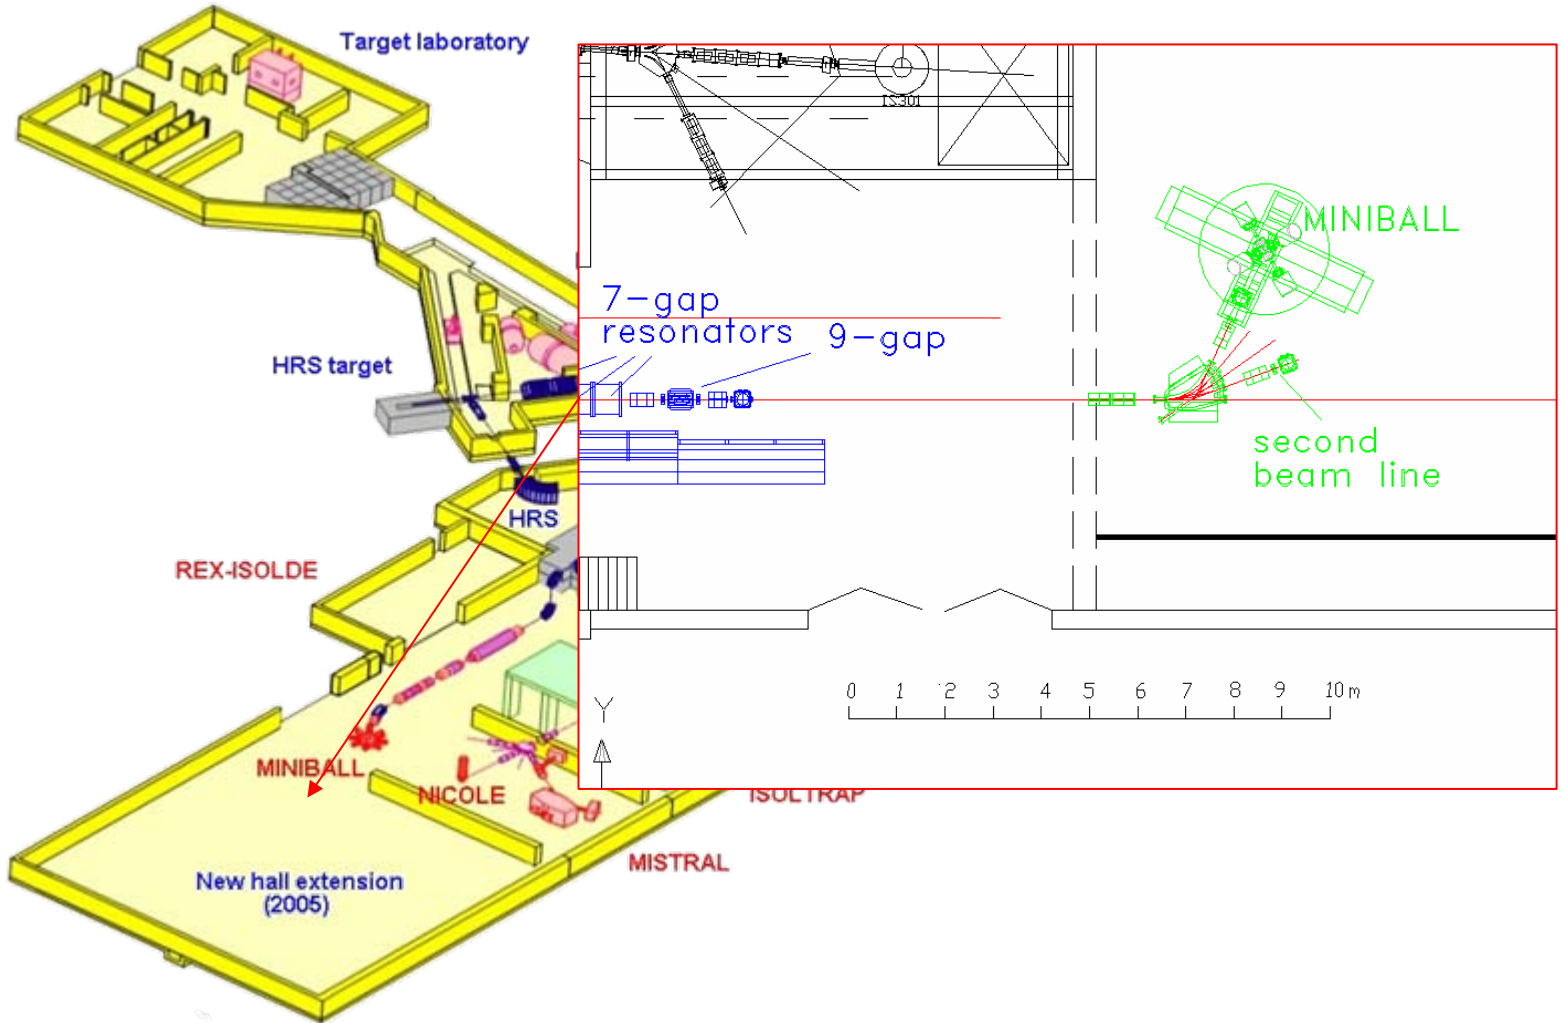 Target laboratory
IS301
MINIBALL
7-gap
resonators
9-gap
HRS target
second
beam line
HRS
REX-ISOLDE
0 1 2 3 4 5 6 7 8 9 10 m
Y
MINIBALL
NICOLE
ISOLTRAP
MISTRAL
New hall extension
(2005)